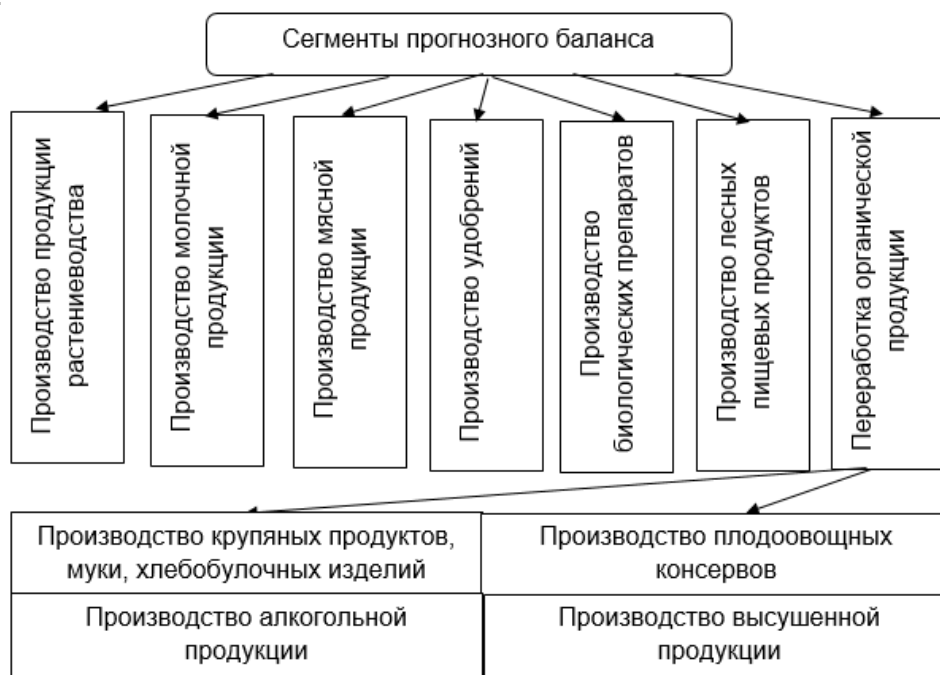 Сегменты прогнозного баланса
Производство продукции
растениеводства
Производство молочной
продукции
Производство мясной
продукции
Производство удобрений
Производство
биологических препаратов
Производство лесных
пищевых продуктов
Переработка органической
продукции
Производство крупяных продуктов,
муки, хлебобулочных изделий
Производство плодоовощных
консервов
Производство алкогольной
продукции
Производство высушенной
продукции